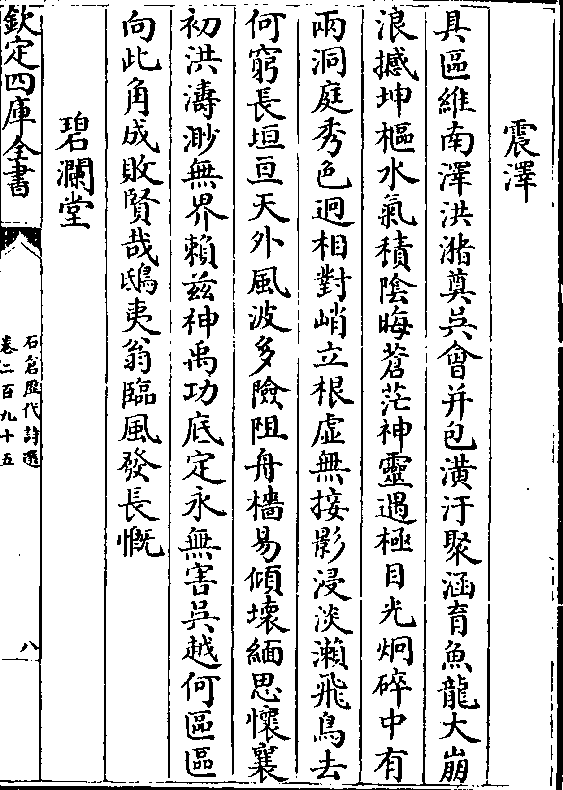 震澤
具區維南澤洪潴奠吳會并包潢汙聚涵育魚龍大崩
浪撼坤樞水氣積陰晦蒼茫神靈遇極目光烱碎中有
兩洞庭秀色迥相對峭立根虛無接影浸淡瀨飛鳥去
何窮長垣亘天外風波多險阻舟檣易傾壊緬思懷襄
初洪濤渺無界賴兹神禹功底定永無害吳越何區區
向此角成敗賢哉鴟夷翁臨風發長慨
碧瀾堂
欽定四庫全書
石倉歷代詩選
卷二百九十五
八